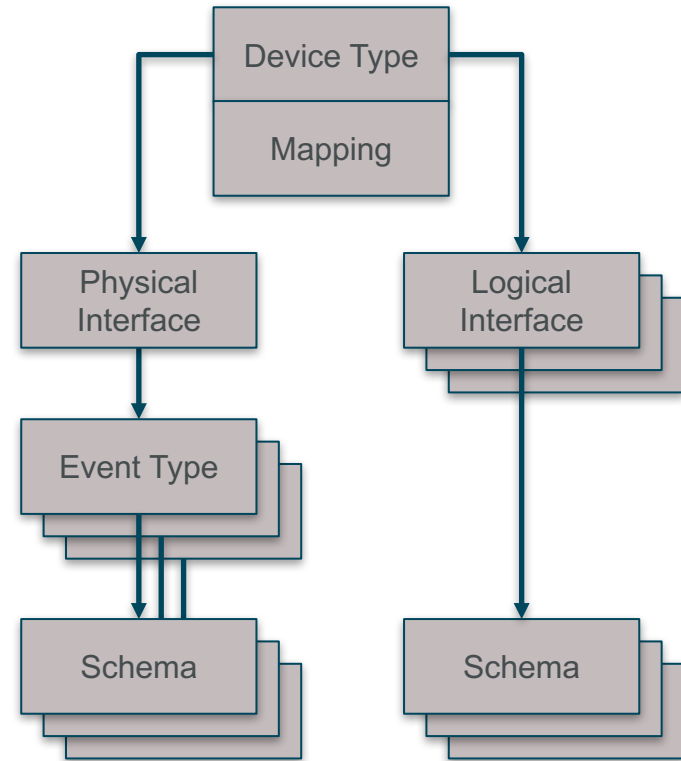 Device Type
Mapping
Physical
Interface
Logical
Interface
Event Type
Schema
Schema